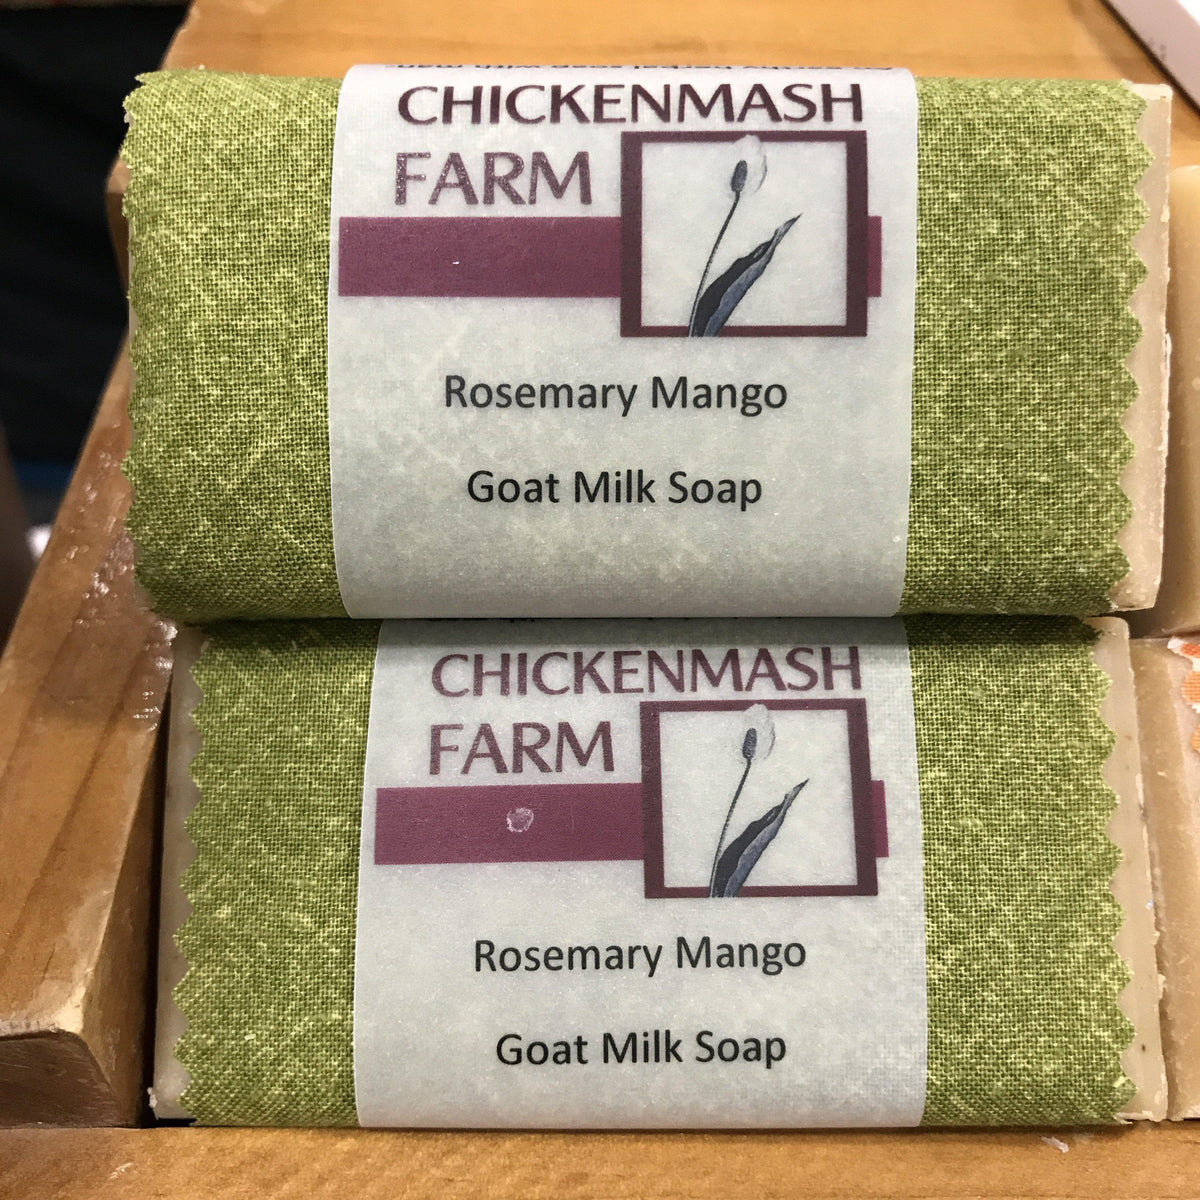 CHICKENMASH
FARM
Rosemary Mango
Goat Milk Soap
CHICKENMASH
FARM
Rosemary Mango
Goat Milk Soap